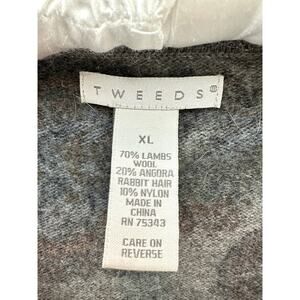 TWEEDS®
XL
70% LAMBS
WOOL
20% ANGORA
RABBIT HAIR
10% NYLON
MADE IN
CHINA
RN 75343
CARE ON
REVERSE